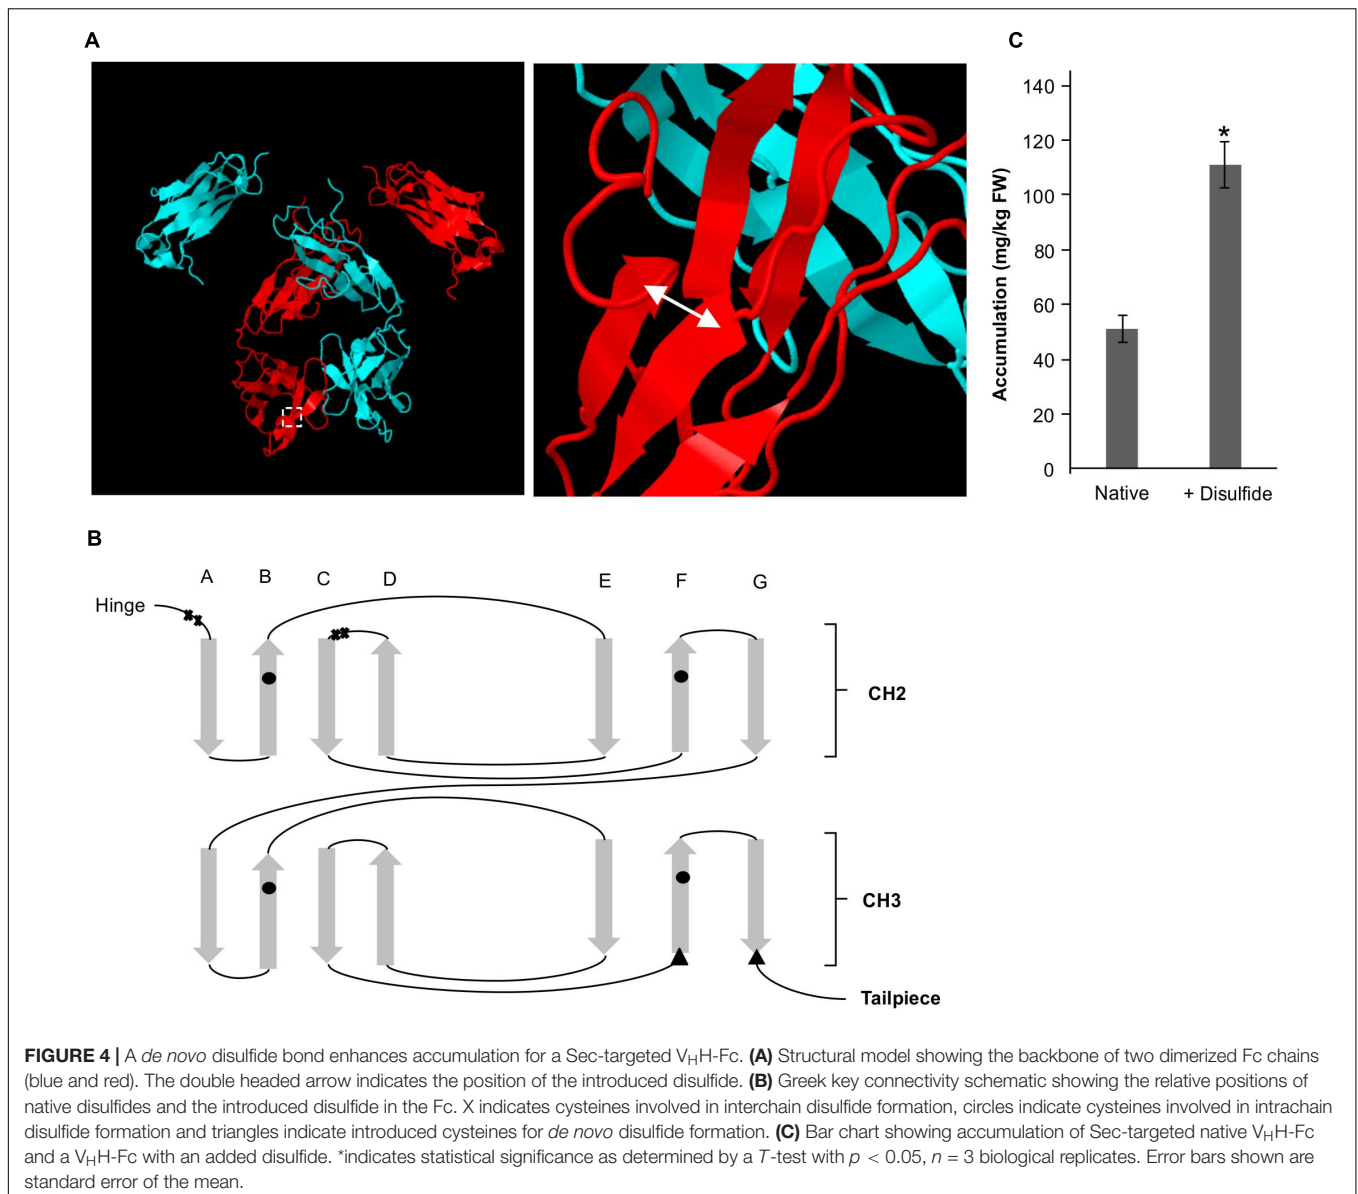 A
C
140
120
100
80
60
40
20
0
Accumulation (mg/kg FW)
*
Native
+ Disulfide
B
A B C D E F G
Hinge
CH2
CH3
Tailpiece
FIGURE 4 | A de novo disulfide bond enhances accumulation for a Sec-targeted VHH-Fc. (A) Structural model showing the backbone of two dimerized Fc chains
(blue and red). The double headed arrow indicates the position of the introduced disulfide. (B) Greek key connectivity schematic showing the relative positions of
native disulfides and the introduced disulfide in the Fc. X indicates cysteines involved in interchain disulfide formation, circles indicate cysteines involved in intrachain
disulfide formation and triangles indicate introduced cysteines for de novo disulfide formation. (C) Bar chart showing accumulation of Sec-targeted native VHH-Fc
and a VHH-Fc with an added disulfide. *indicates statistical significance as determined by a T-test with p < 0.05, n = 3 biological replicates. Error bars shown are
standard error of the mean.